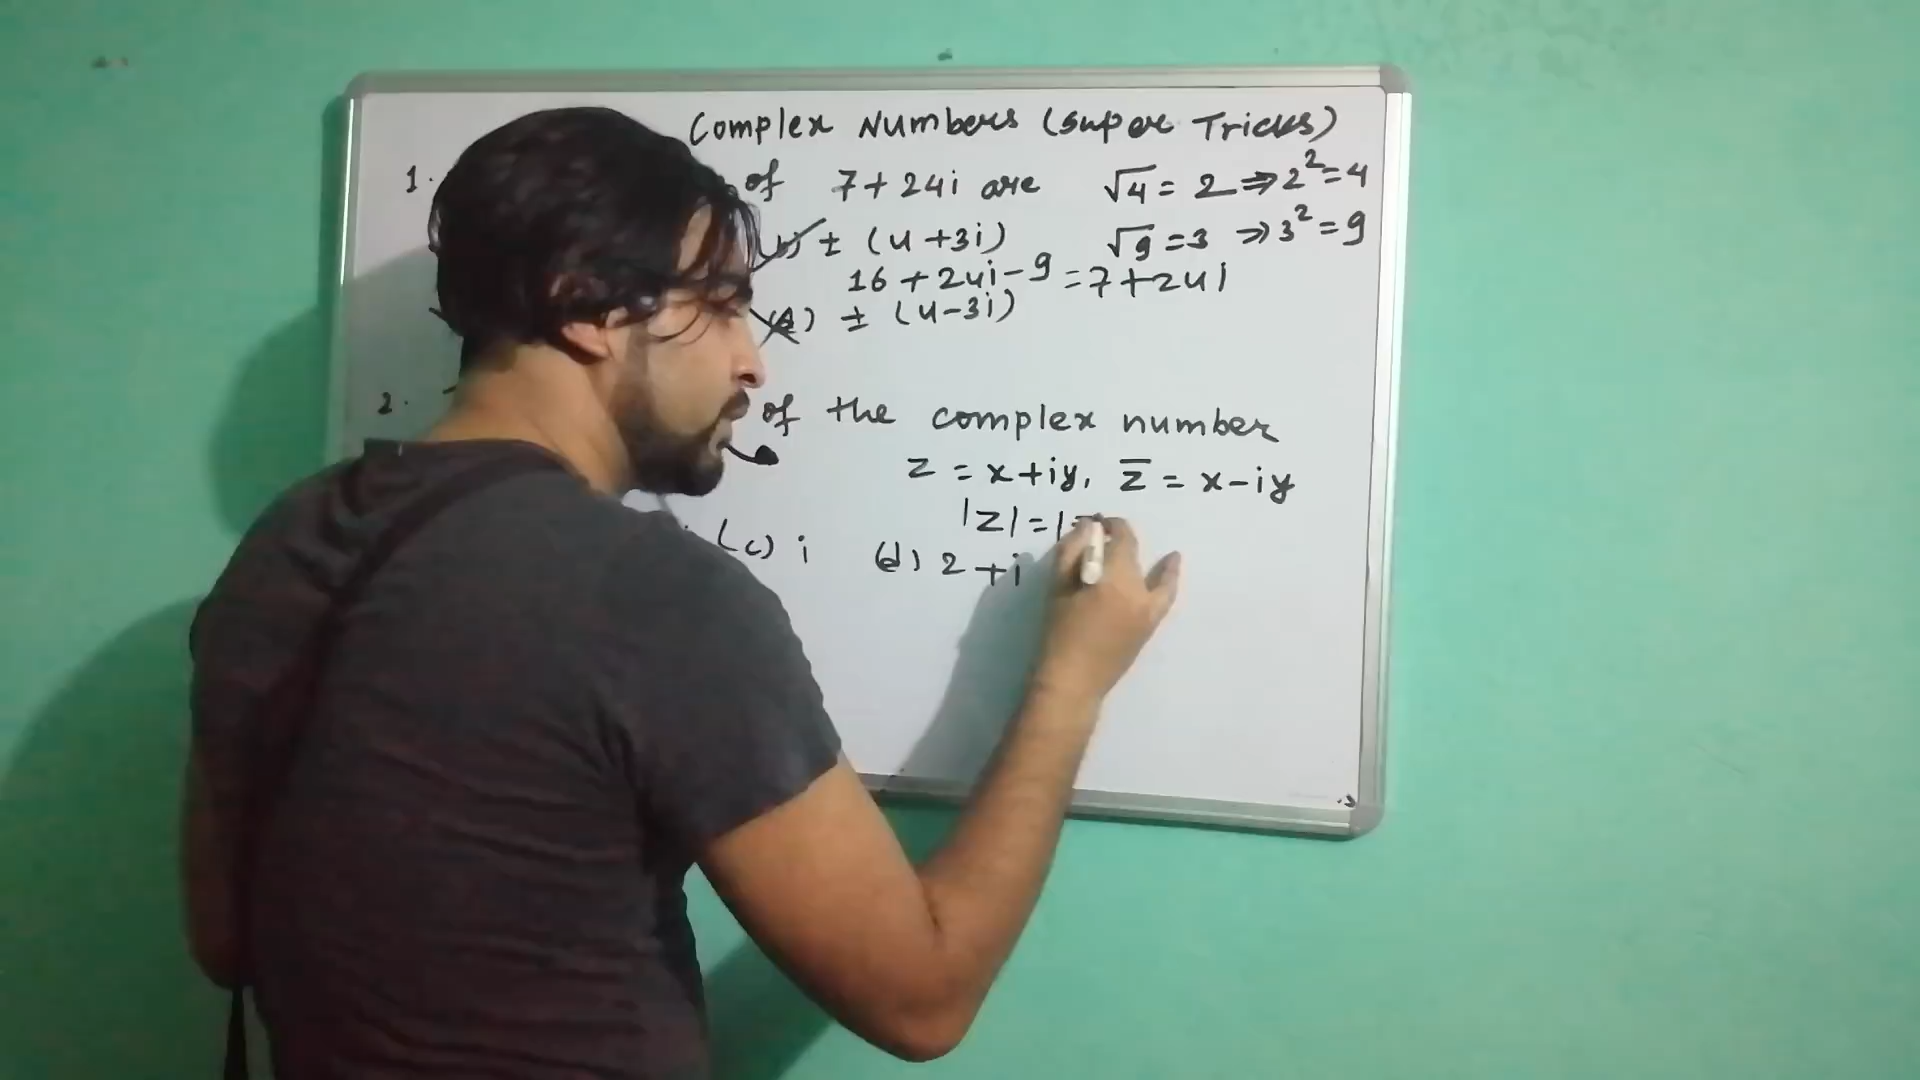 Complex Numbers (Super Tricks)
1. of 7+24i are √4 = 2 ⇒ 2²=4
± (4+3i) √9 = 3 ⇒ 3² = 9
16 + 24i - 9 = 7+24i
± (4-3i)
2. of the complex number
z = x+iy, z̅ = x-iy
|z| = |
(c) i (d) 2+i